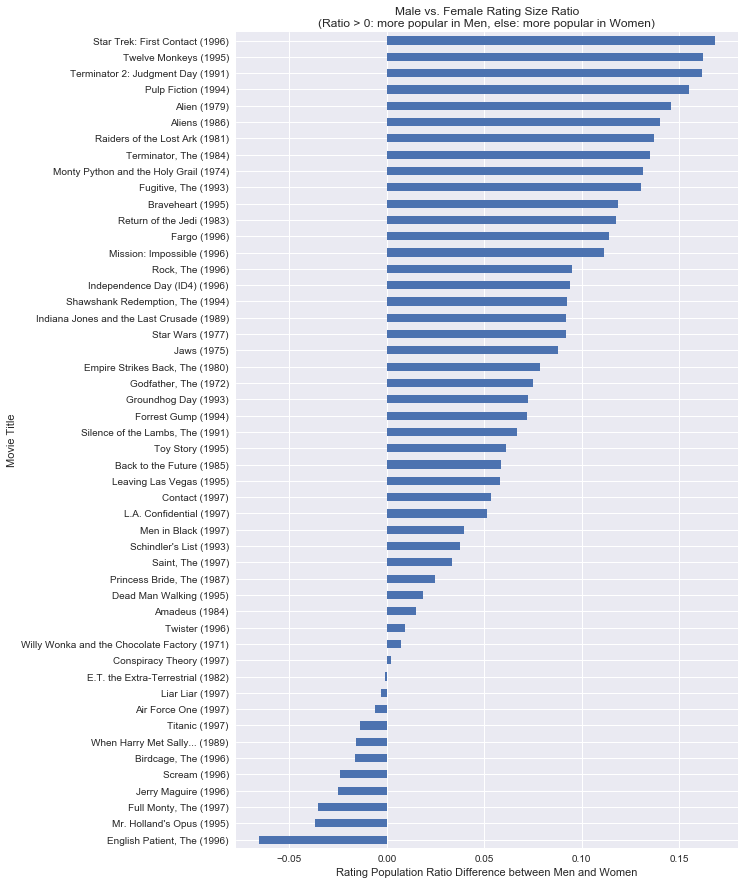 Male vs. Female Rating Size Ratio
(Ratio > 0: more popular in Men, else: more popular in Women)
Movie Title
Star Trek: First Contact (1996)
Twelve Monkeys (1995)
Terminator 2: Judgment Day (1991)
Pulp Fiction (1994)
Alien (1979)
Aliens (1986)
Raiders of the Lost Ark (1981)
Terminator, The (1984)
Monty Python and the Holy Grail (1974)
Fugitive, The (1993)
Braveheart (1995)
Return of the Jedi (1983)
Fargo (1996)
Mission: Impossible (1996)
Rock, The (1996)
Independence Day (ID4) (1996)
Shawshank Redemption, The (1994)
Indiana Jones and the Last Crusade (1989)
Star Wars (1977)
Jaws (1975)
Empire Strikes Back, The (1980)
Godfather, The (1972)
Groundhog Day (1993)
Forrest Gump (1994)
Silence of the Lambs, The (1991)
Toy Story (1995)
Back to the Future (1985)
Leaving Las Vegas (1995)
Contact (1997)
L.A. Confidential (1997)
Men in Black (1997)
Schindler's List (1993)
Saint, The (1997)
Princess Bride, The (1987)
Dead Man Walking (1995)
Amadeus (1984)
Twister (1996)
Willy Wonka and the Chocolate Factory (1971)
Conspiracy Theory (1997)
E.T. the Extra-Terrestrial (1982)
Liar Liar (1997)
Air Force One (1997)
Titanic (1997)
When Harry Met Sally... (1989)
Birdcage, The (1996)
Scream (1996)
Jerry Maguire (1996)
Full Monty, The (1997)
Mr. Holland's Opus (1995)
English Patient, The (1996)
−0.05 0.00 0.05 0.10 0.15
Rating Population Ratio Difference between Men and Women